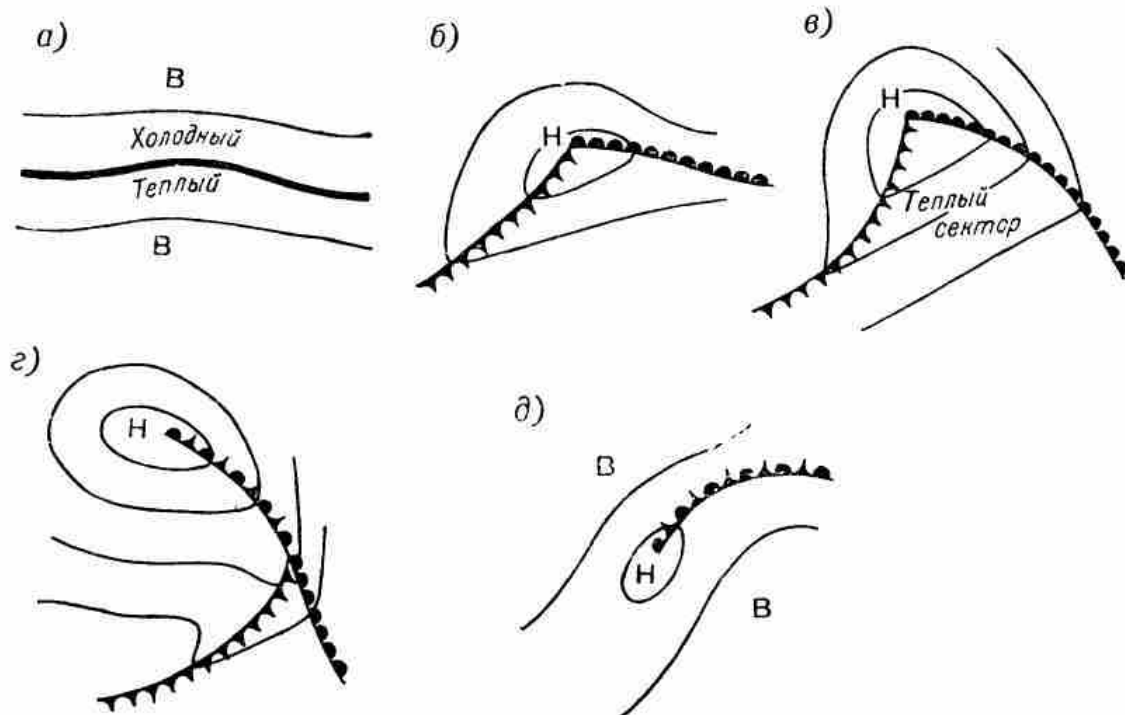 а)
В
Холодный
Теплый
В
б)
Н
в)
Н
Теплый
сектор
г)
Н
д)
В
Н
В